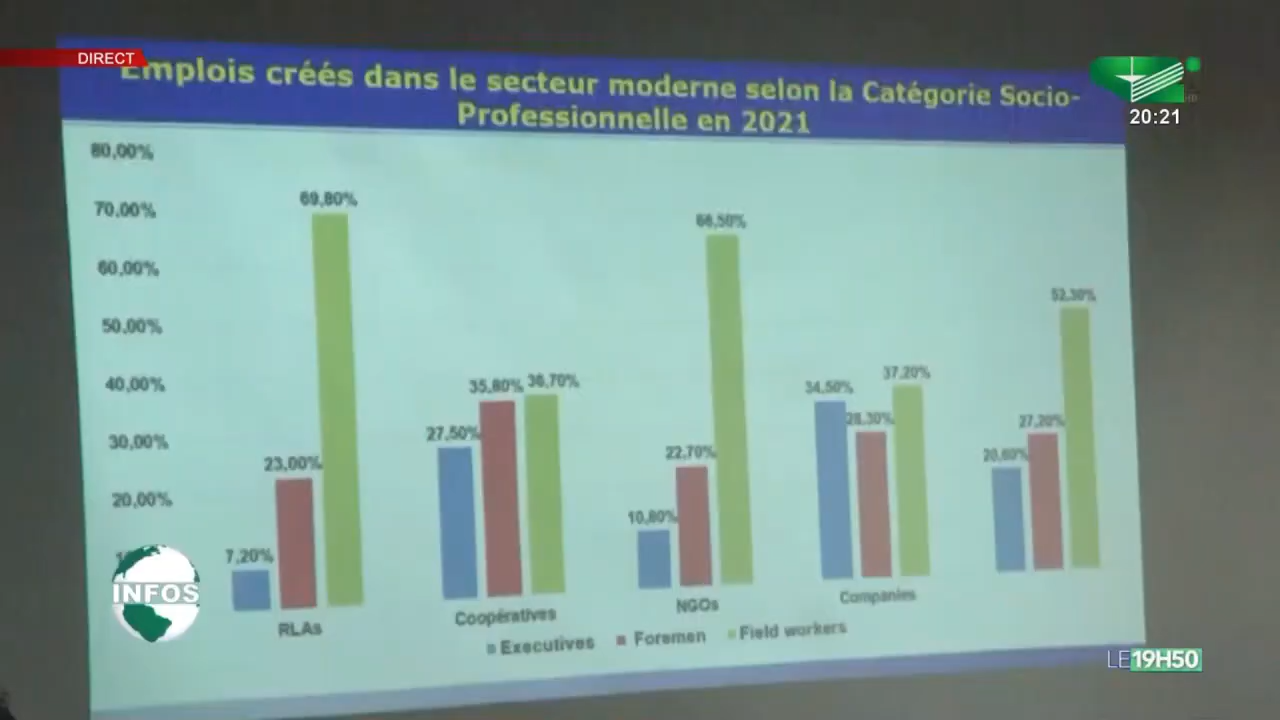 DIRECT
Emplois créés dans le secteur moderne selon la Catégorie Socio-
Professionnelle en 2021
20:21
80,00%
70,00%
60,00%
50,00%
40,00%
30,00%
20,00%
7,20%
23,00%
69,80%
RLAs
27,50%
35,80%
36,70%
Coopératives
10,80%
22,70%
66,50%
NGOs
34,50%
28,30%
37,20%
Companies
27,20%
52,30%
Executives Foremen Field workers
INFOS
LE 19H50